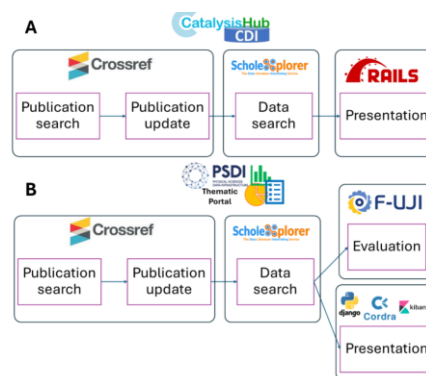 A
CatalysisHub
CDI
Crossref
ScholeXplorer
RAILS
Publication search
Publication update
Data search
Presentation
B
PSDI
Thematic
Portal
Crossref
ScholeXplorer
F-UJI
Evaluation
Publication search
Publication update
Data search
django
Cordra
kibana
Presentation